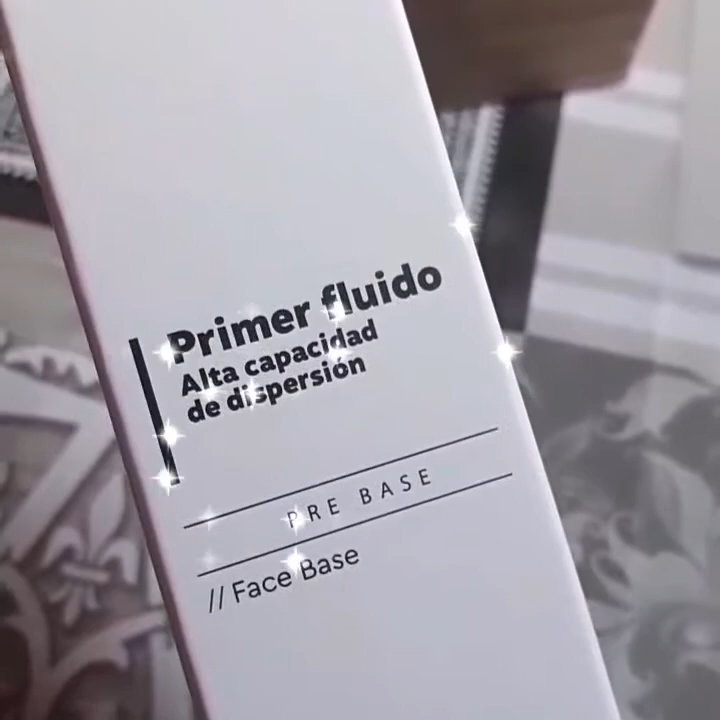 Primer fluido
Alta capacidad
de dispersión
PRE BASE
// Face Base